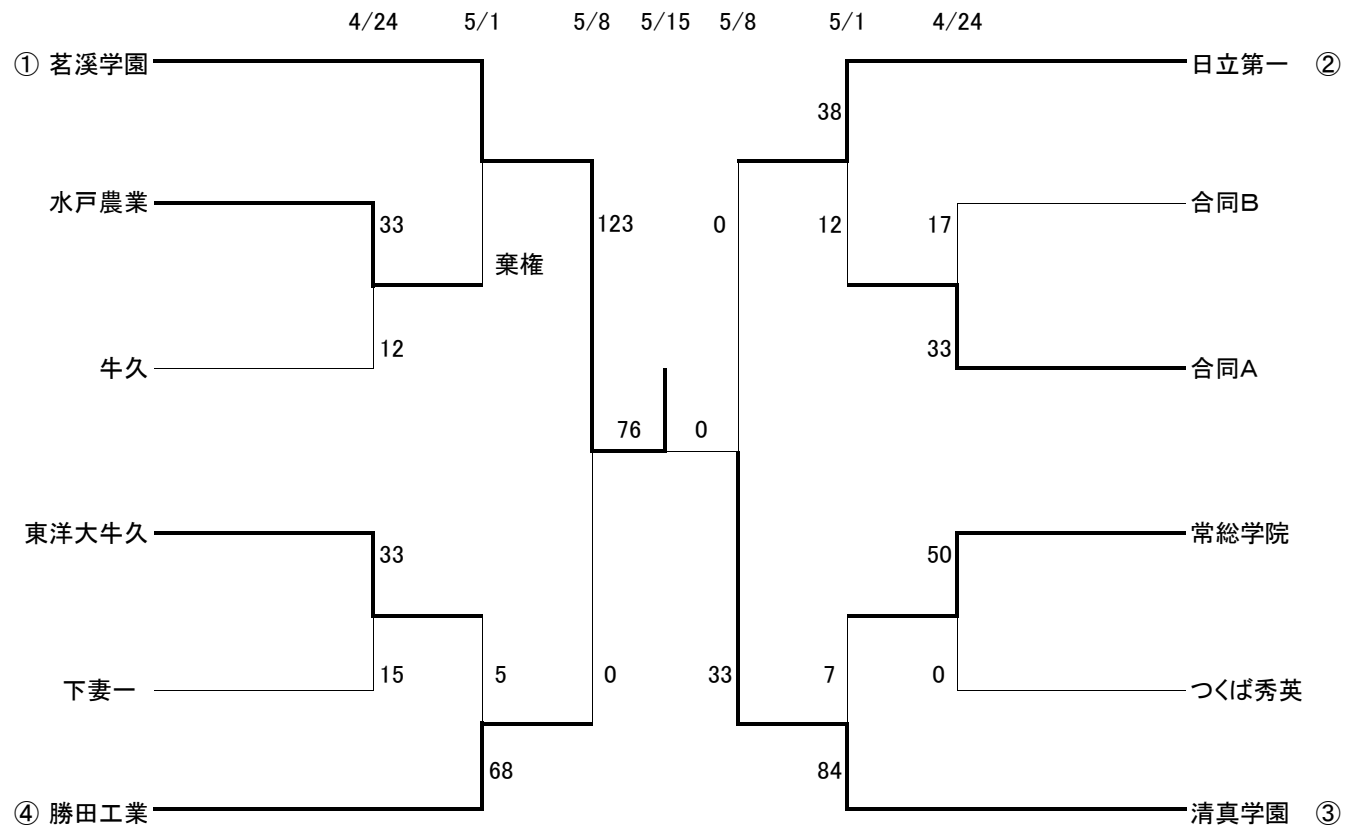 4/24 5/1 5/8 5/15 5/8 5/1 4/24
① 茗溪学園 日立第一 ②
38
水戸農業 合同B
33 123 0 12 17
棄権
12 33
牛久 合同A
76 0
東洋大牛久 常総学院
33 50
15 5 0 33 7 0
下妻一 つくば秀英
68 84
④ 勝田工業 清真学園 ③